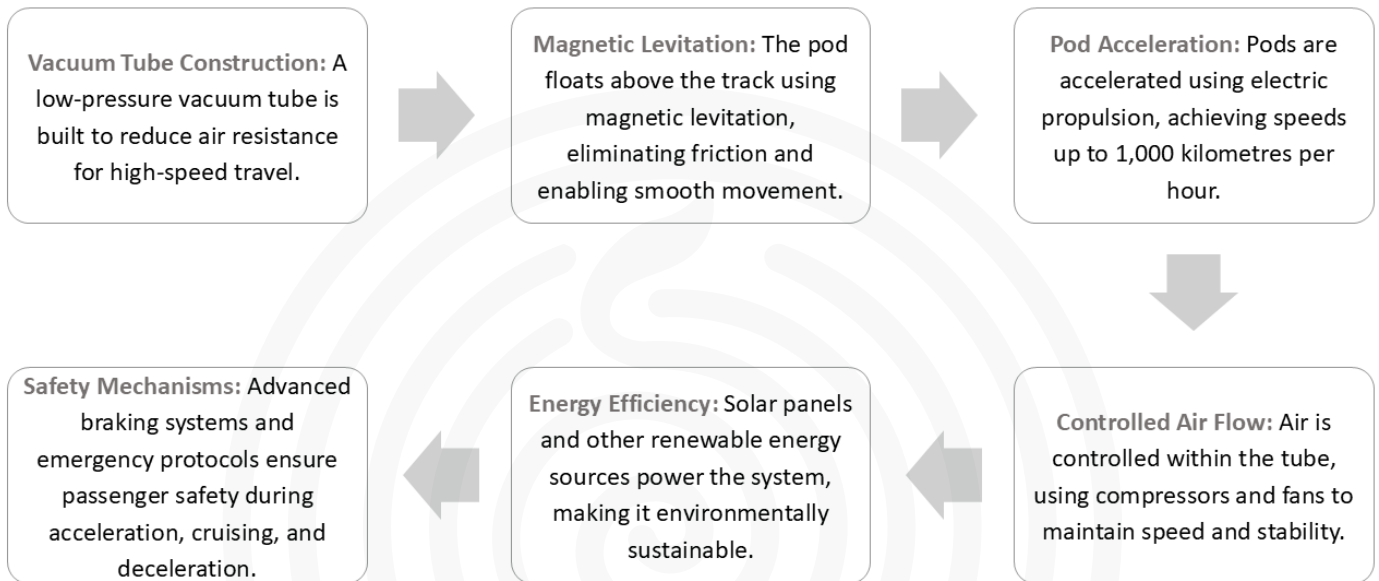 Vacuum Tube Construction: A
low-pressure vacuum tube is
built to reduce air resistance
for high-speed travel.
Magnetic Levitation: The pod
floats above the track using
magnetic levitation,
eliminating friction and
enabling smooth movement.
Pod Acceleration: Pods are
accelerated using electric
propulsion, achieving speeds
up to 1,000 kilometres per
hour.
Controlled Air Flow: Air is
controlled within the tube,
using compressors and fans to
maintain speed and stability.
Energy Efficiency: Solar panels
and other renewable energy
sources power the system,
making it environmentally
sustainable.
Safety Mechanisms: Advanced
braking systems and
emergency protocols ensure
passenger safety during
acceleration, cruising, and
deceleration.